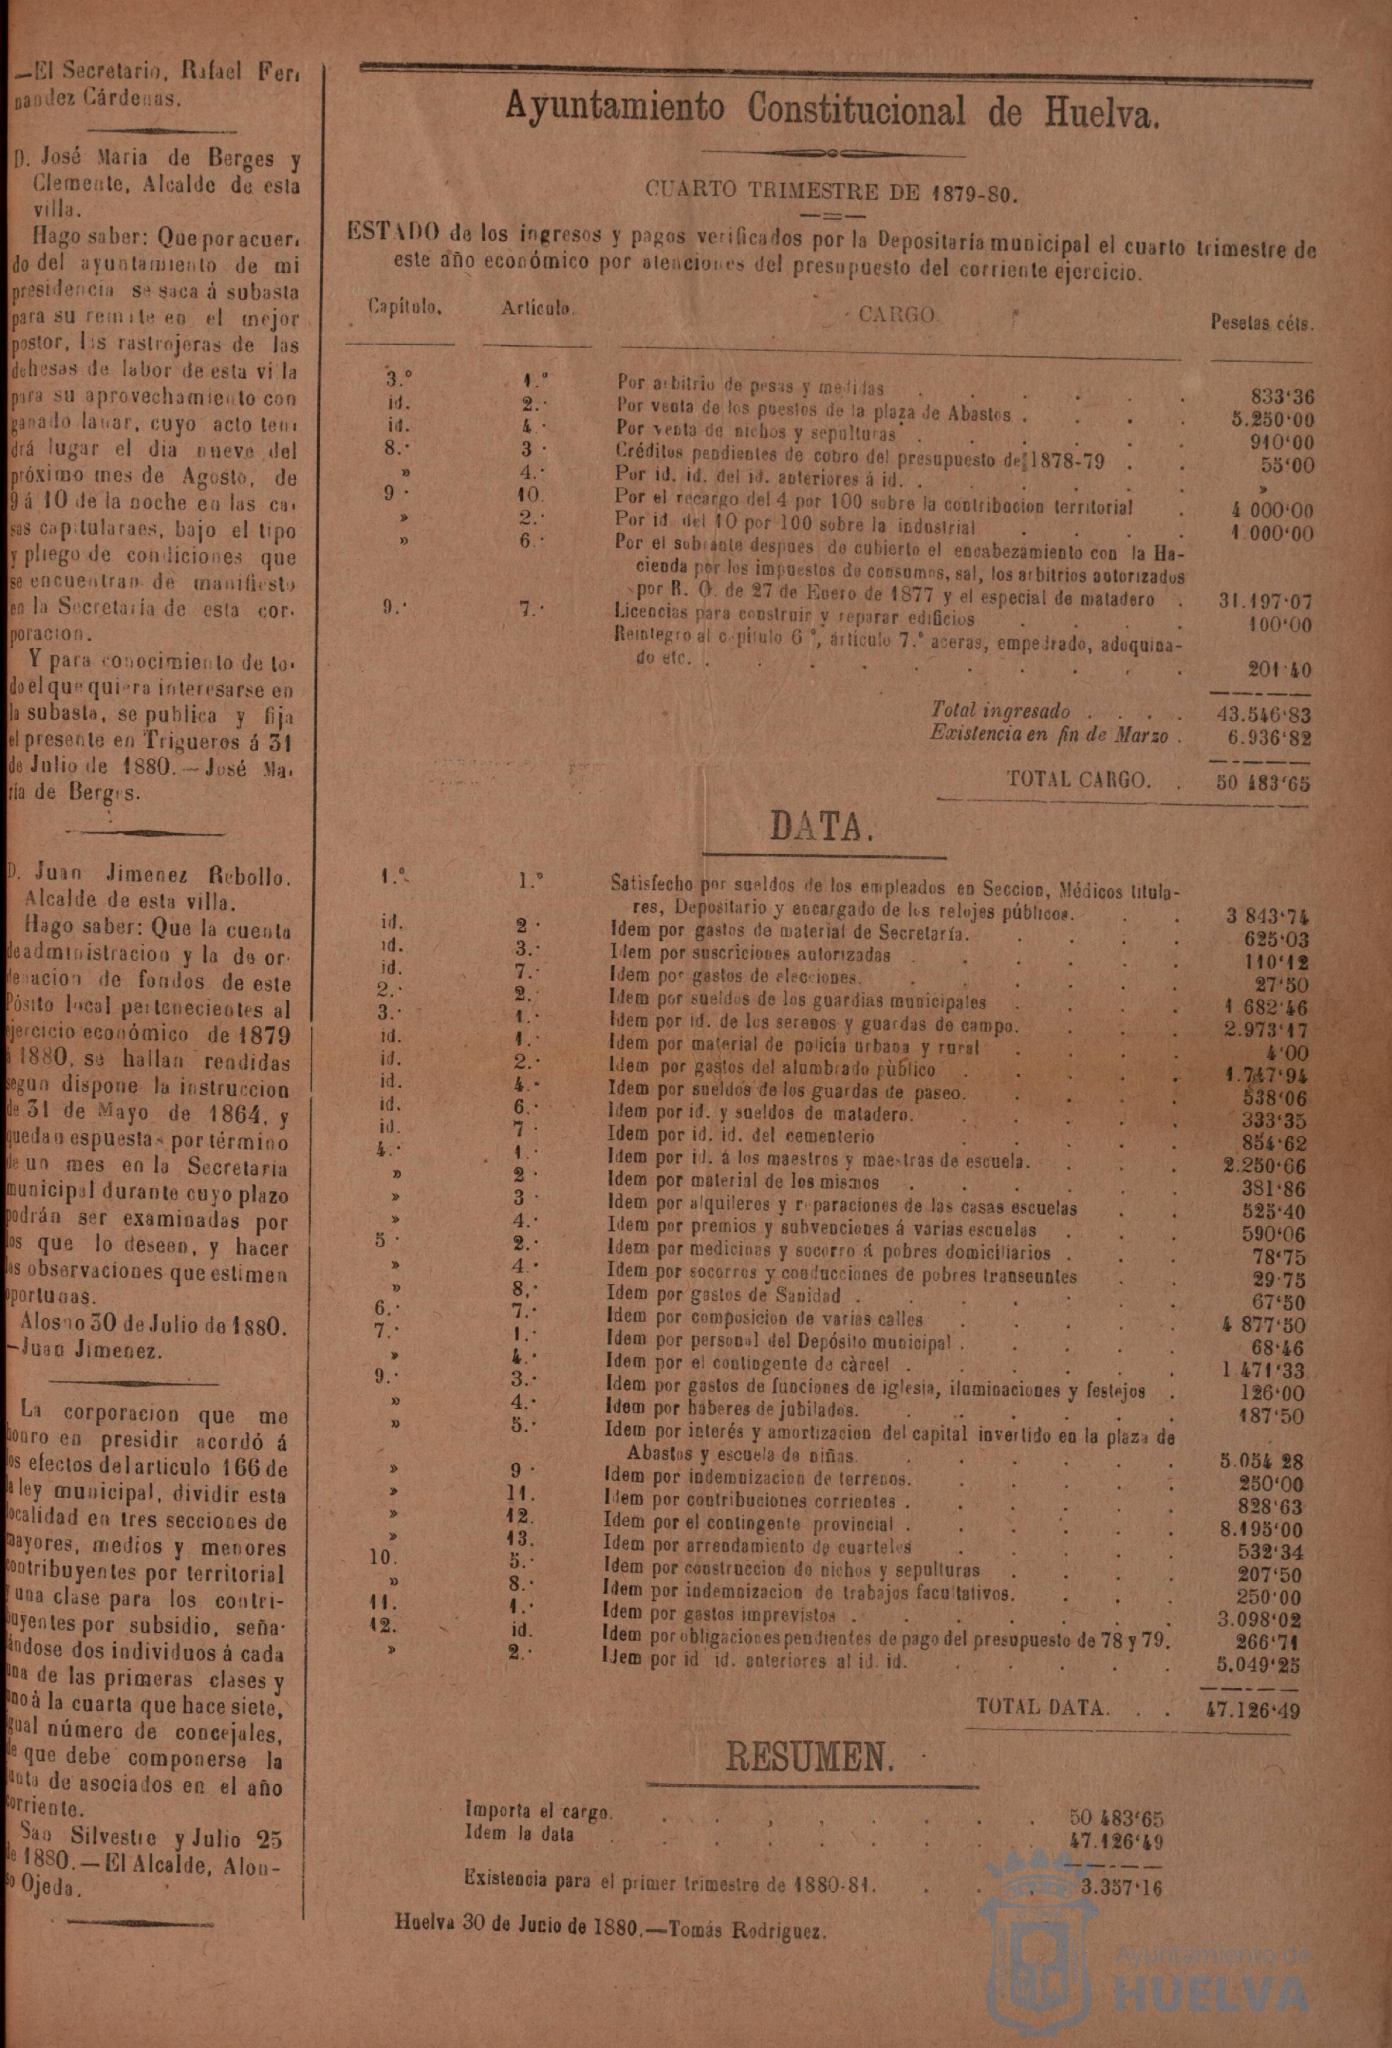 —El Secretario, Rafael Fer-
nandez Cárdenas.
D. José Maria de Berges y
Clemente, Alcalde de esta
villa.
Hago saber: Que por acuer-
do del ayuntamiento de mi
presidencia se saca á subasta
para su remate en el mejor
postor, las rastrojeras de las
dehesas de labor de esta villa
para su aprovechamiento con
ganado lanar, cuyo acto ten-
drá lugar el dia nueve del
próximo mes de Agosto, de
9 á 10 de la noche en las ca-
sas capitularaes, bajo el tipo
y pliego de condiciones que
se encuentran de manifiesto
en la Secretaría de esta cor-
poracion.
Y para conocimiento de to-
do el que quiera interesarse en
la subasta, se publica y fija
el presente en Trigueros á 31
de Julio de 1880.—José Ma-
ria de Berges.
D. Juan Jimenez Rebollo.
Alcalde de esta villa.
Hago saber: Que la cuenta
de administracion y la de or-
denacion de fondos de este
Pósito local pertenecientes al
ejercicio económico de 1879
á 1880, se hallan rendidas
segun dispone la instruccion
de 31 de Mayo de 1864, y
quedan espuestas por término
de un mes en la Secretaria
municipal durante cuyo plazo
podrán ser examinadas por
los que lo deseen, y hacer
las observaciones que estimen
oportunas.
Alosno 30 de Julio de 1880.
—Juan Jimenez.
La corporacion que me
honro en presidir acordó á
los efectos del articulo 166 de
la ley municipal, dividir esta
localidad en tres secciones de
mayores, medios y menores
contribuyentes por territorial
y una clase para los contri-
buyentes por subsidio, seña-
lándose dos individuos á cada
una de las primeras clases y
uno á la cuarta que hace siete,
igual número de concejales,
de que debe componerse la
junta de asociados en el año
corriente.
San Silvestre y Julio 25
de 1880.—El Alcalde, Alon-
so Ojeda.
Ayuntamiento Constitucional de Huelva.
CUARTO TRIMESTRE DE 1879-80.
ESTADO de los ingresos y pagos verificados por la Depositaría municipal el cuarto trimestre de
este año económico por atenciones del presupuesto del corriente ejercicio.
Capítulo. Artículo. CARGO. Pesetas céts.
3.º 1.º Por arbitrio de pesas y medidas . . . . . 833'36
id. 2.º Por venta de los puestos de la plaza de Abastos . . . . 5.250'00
id. 4.º Por venta de nichos y sepulturas . . . . . 910'00
8.º 3.º Créditos pendientes de cobro del presupuesto de 1878-79 . . 55'00
» 4.º Por id. id. del id. anteriores á id. . . . . . »
9.º 10. Por el recargo del 4 por 100 sobre la contribucion territorial . 4 000'00
» 2.º Por id. del 10 por 100 sobre la industrial . . . . 1.000'00
» 6.º Por el sobrante despues de cubierto el encabezamiento con la Ha-
cienda por los impuestos de consumos, sal, los arbitrios autorizados
por R. O. de 27 de Enero de 1877 y el especial de matadero . 31.197'07
9.º 7.º Licencias para construir y reparar edificios . . . . 100'00
Reintegro al capítulo 6.º, árticulo 7.º aceras, empedrado, adoquina-
do etc. . . . . . . 201'40
Total ingresado . . . . 43.546'83
Existencia en fin de Marzo . 6.936'82
TOTAL CARGO. . 50 483'65
DATA.
1.º 1.º Satisfecho por sueldos de los empleados en Seccion, Médicos titula-
res, Depositario y encargado de los relojes públicos. . . 3 843'74
id. 2.º Idem por gastos de material de Secretaría. . . . . 625'03
id. 3.º Idem por suscriciones autorizadas . . . . . 110'12
id. 7.º Idem por gastos de elecciones. . . . . . 27'50
2.º 2.º Idem por sueldos de los guardias municipales . . . . 1 682'46
3.º 1.º Idem por id. de los serenos y guardas de campo. . . . 2.973'17
id. 1.º Idem por material de policía urbana y rural . . . . 4'00
id. 2.º Idem por gastos del alumbrado público . . . . . 1.747'94
id. 4.º Idem por sueldos de los guardas de paseo. . . . . 538'06
id. 6.º Idem por id. y sueldos de matadero. . . . . 333'35
id. 7.º Idem por id. id. del cementerio . . . . . 854'62
4.º 1.º Idem por id. á los maestros y maestras de escuela. . . . 2.250'66
» 2.º Idem por material de los mismos . . . . . 381'86
» 3.º Idem por alquileres y reparaciones de las casas escuelas . . 525'40
» 4.º Idem por premios y subvenciones á varias escuelas . . . 590'06
5.º 2.º Idem por medicinas y socorro á pobres domiciliarios . . . 78'75
» 4.º Idem por socorros y conducciones de pobres transeuntes . . 29'75
» 8.º Idem por gastos de Sanidad . . . . . . 67'50
6.º 7.º Idem por composicion de varias calles . . . . . 4 877'50
7.º 1.º Idem por personal del Depósito municipal . . . . 68'46
» 4.º Idem por el contingente de cárcel . . . . . 1.471'33
9.º 3.º Idem por gastos de funciones de iglesia, iluminaciones y festejos . 126'00
» 4.º Idem por haberes de jubilados. . . . . . 187'50
» 5.º Idem por interés y amortizacion del capital invertido en la plaza de
Abastos y escuela de niñas. . . . . . 5.054 28
» 9.º Idem por indemnizacion de terrenos. . . . . 250'00
» 11. Idem por contribuciones corrientes . . . . . 828'63
» 12. Idem por el contingente provincial . . . . . 8.195'00
» 13. Idem por arrendamiento de cuarteles . . . . . 532'34
10. 5.º Idem por construccion de nichos y sepulturas . . . . 207'50
» 8.º Idem por indemnizacion de trabajos facultativos. . . . 250'00
11. 1.º Idem por gastos imprevistos . . . . . . 3.098'02
12. id. Idem por obligaciones pendientes de pago del presupuesto de 78 y 79. 266'71
» 2.º Idem por id id. anteriores al id. id. . . . . . 5.049'25
TOTAL DATA. . . 47.126'49
RESUMEN.
Importa el cargo. . . . . . . . 50 483'65
Idem la data . . . . . . . 47.126'49
Existencia para el primer trimestre de 1880-81. . . . 3.357'16
Huelva 30 de Junio de 1880.—Tomás Rodriguez.
Ayuntamiento de
HUELVA